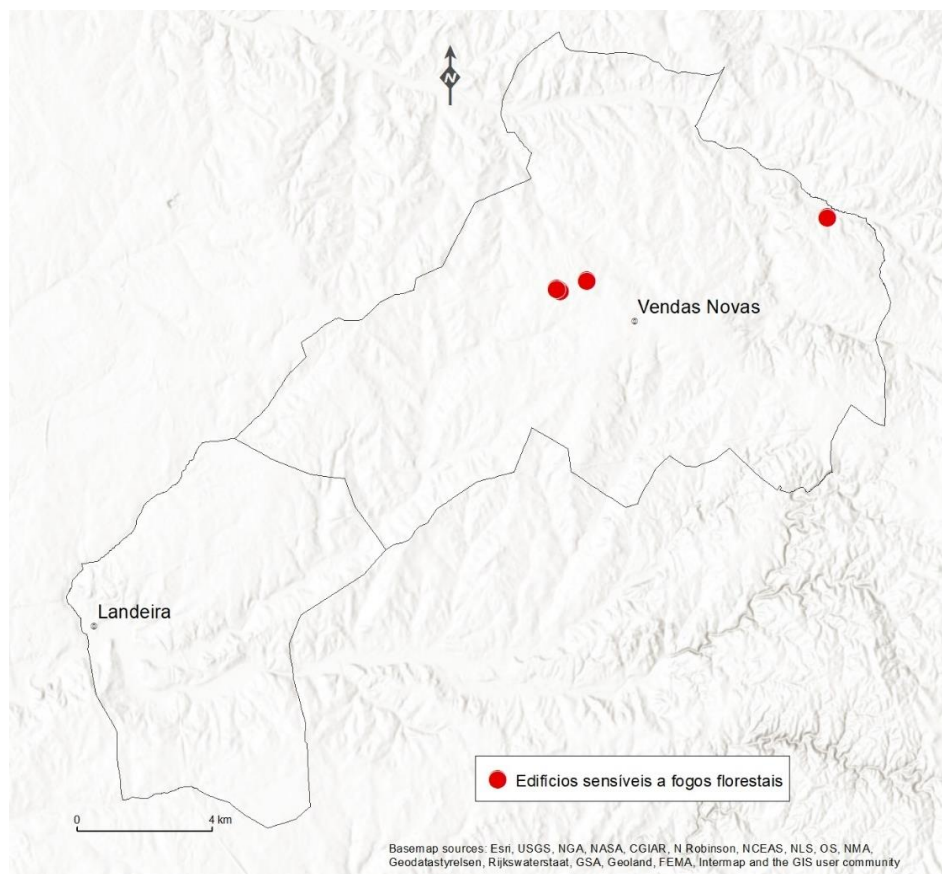 N
Vendas Novas
Landeira
Edifícios sensíveis a fogos florestais
0 4 km
Basemap sources: Esri, USGS, NGA, NASA, CGIAR, N Robinson, NCEAS, NLS, OS, NMA,
Geodatastyrelsen, Rijkswaterstaat, GSA, Geoland, FEMA, Intermap and the GIS user community